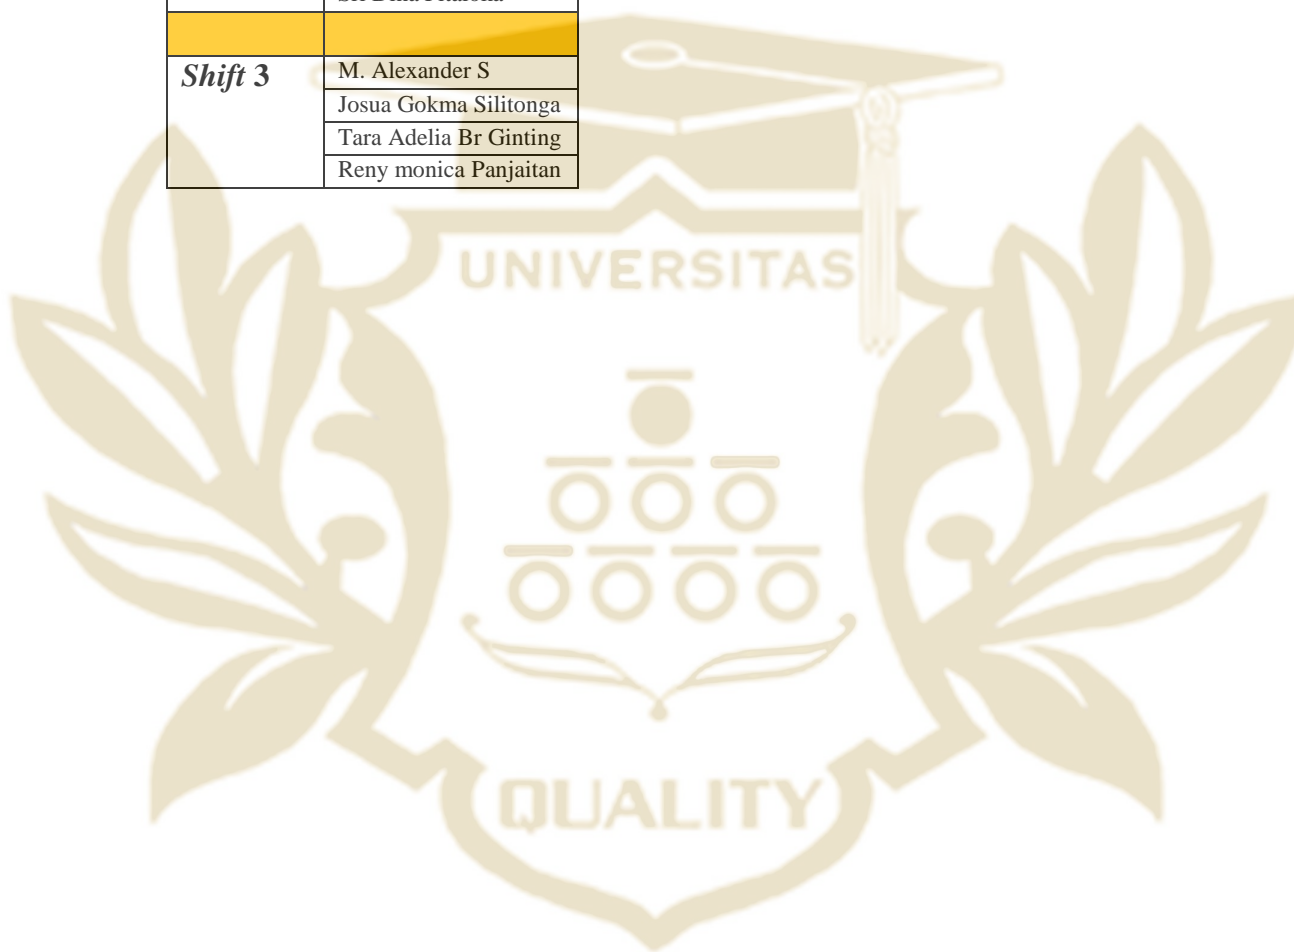 Shift 3
M. Alexander S
Josua Gokma Silitonga
Tara Adelia Br Ginting
Reny monica Panjaitan
UNIVERSITAS
QUALITY